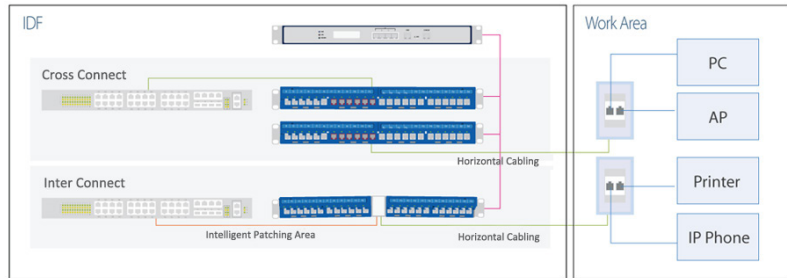 IDF
Cross Connect
Horizontal Cabling
Inter Connect
Intelligent Patching Area
Horizontal Cabling
Work Area
PC
AP
Printer
IP Phone